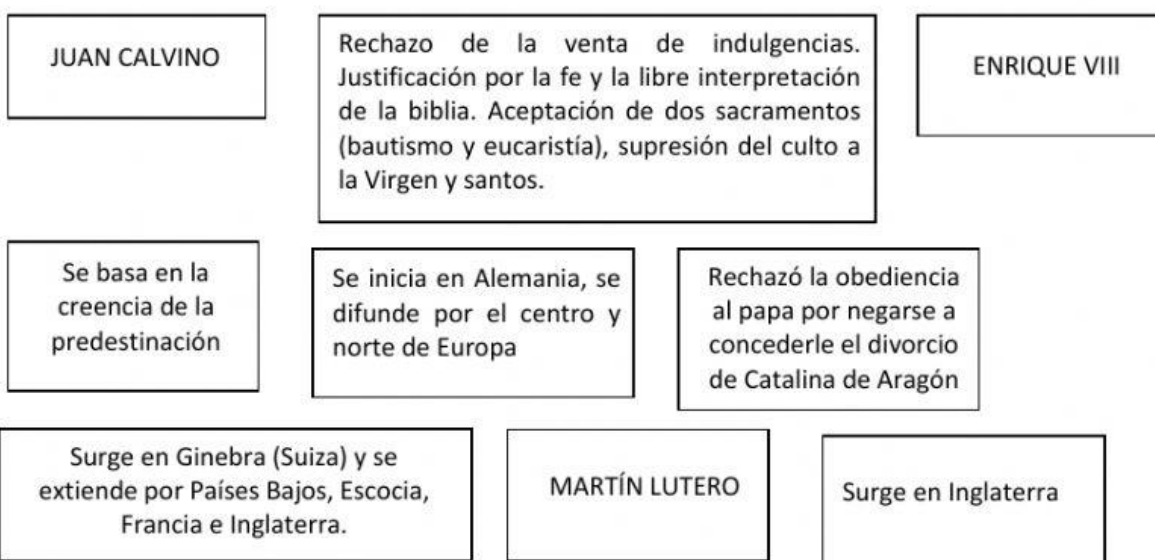 JUAN CALVINO
Rechazo de la venta de indulgencias.
Justificación por la fe y la libre interpretación
de la biblia. Aceptación de dos sacramentos
(bautismo y eucaristía), supresión del culto a
la Virgen y santos.
ENRIQUE VIII
Se basa en la
creencia de la
predestinación
Se inicia en Alemania, se
difunde por el centro y
norte de Europa
Rechazó la obediencia
al papa por negarse a
concederle el divorcio
de Catalina de Aragón
Surge en Ginebra (Suiza) y se
extiende por Países Bajos, Escocia,
Francia e Inglaterra.
MARTÍN LUTERO
Surge en Inglaterra